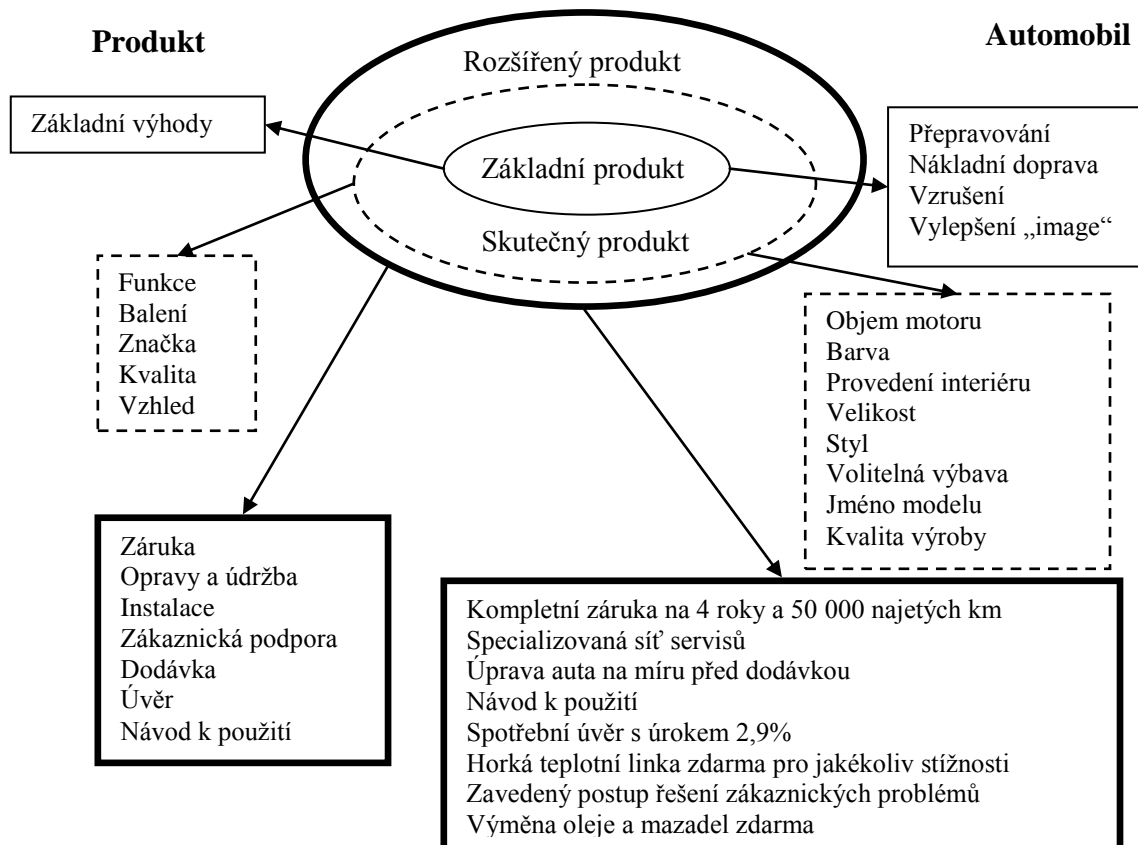 Produkt
Automobil
Rozšířený produkt
Základní produkt
Skutečný produkt
Základní výhody
Přepravování
Nákladní doprava
Vzrušení
Vylepšení „image“
Funkce
Balení
Značka
Kvalita
Vzhled
Objem motoru
Barva
Provedení interiéru
Velikost
Styl
Volitelná výbava
Jméno modelu
Kvalita výroby
Záruka
Opravy a údržba
Instalace
Zákaznická podpora
Dodávka
Úvěr
Návod k použití
Kompletní záruka na 4 roky a 50 000 najetých km
Specializovaná síť servisů
Úprava auta na míru před dodávkou
Návod k použití
Spotřební úvěr s úrokem 2,9%
Horká teplotní linka zdarma pro jakékoliv stížnosti
Zavedený postup řešení zákaznických problémů
Výměna oleje a mazadel zdarma